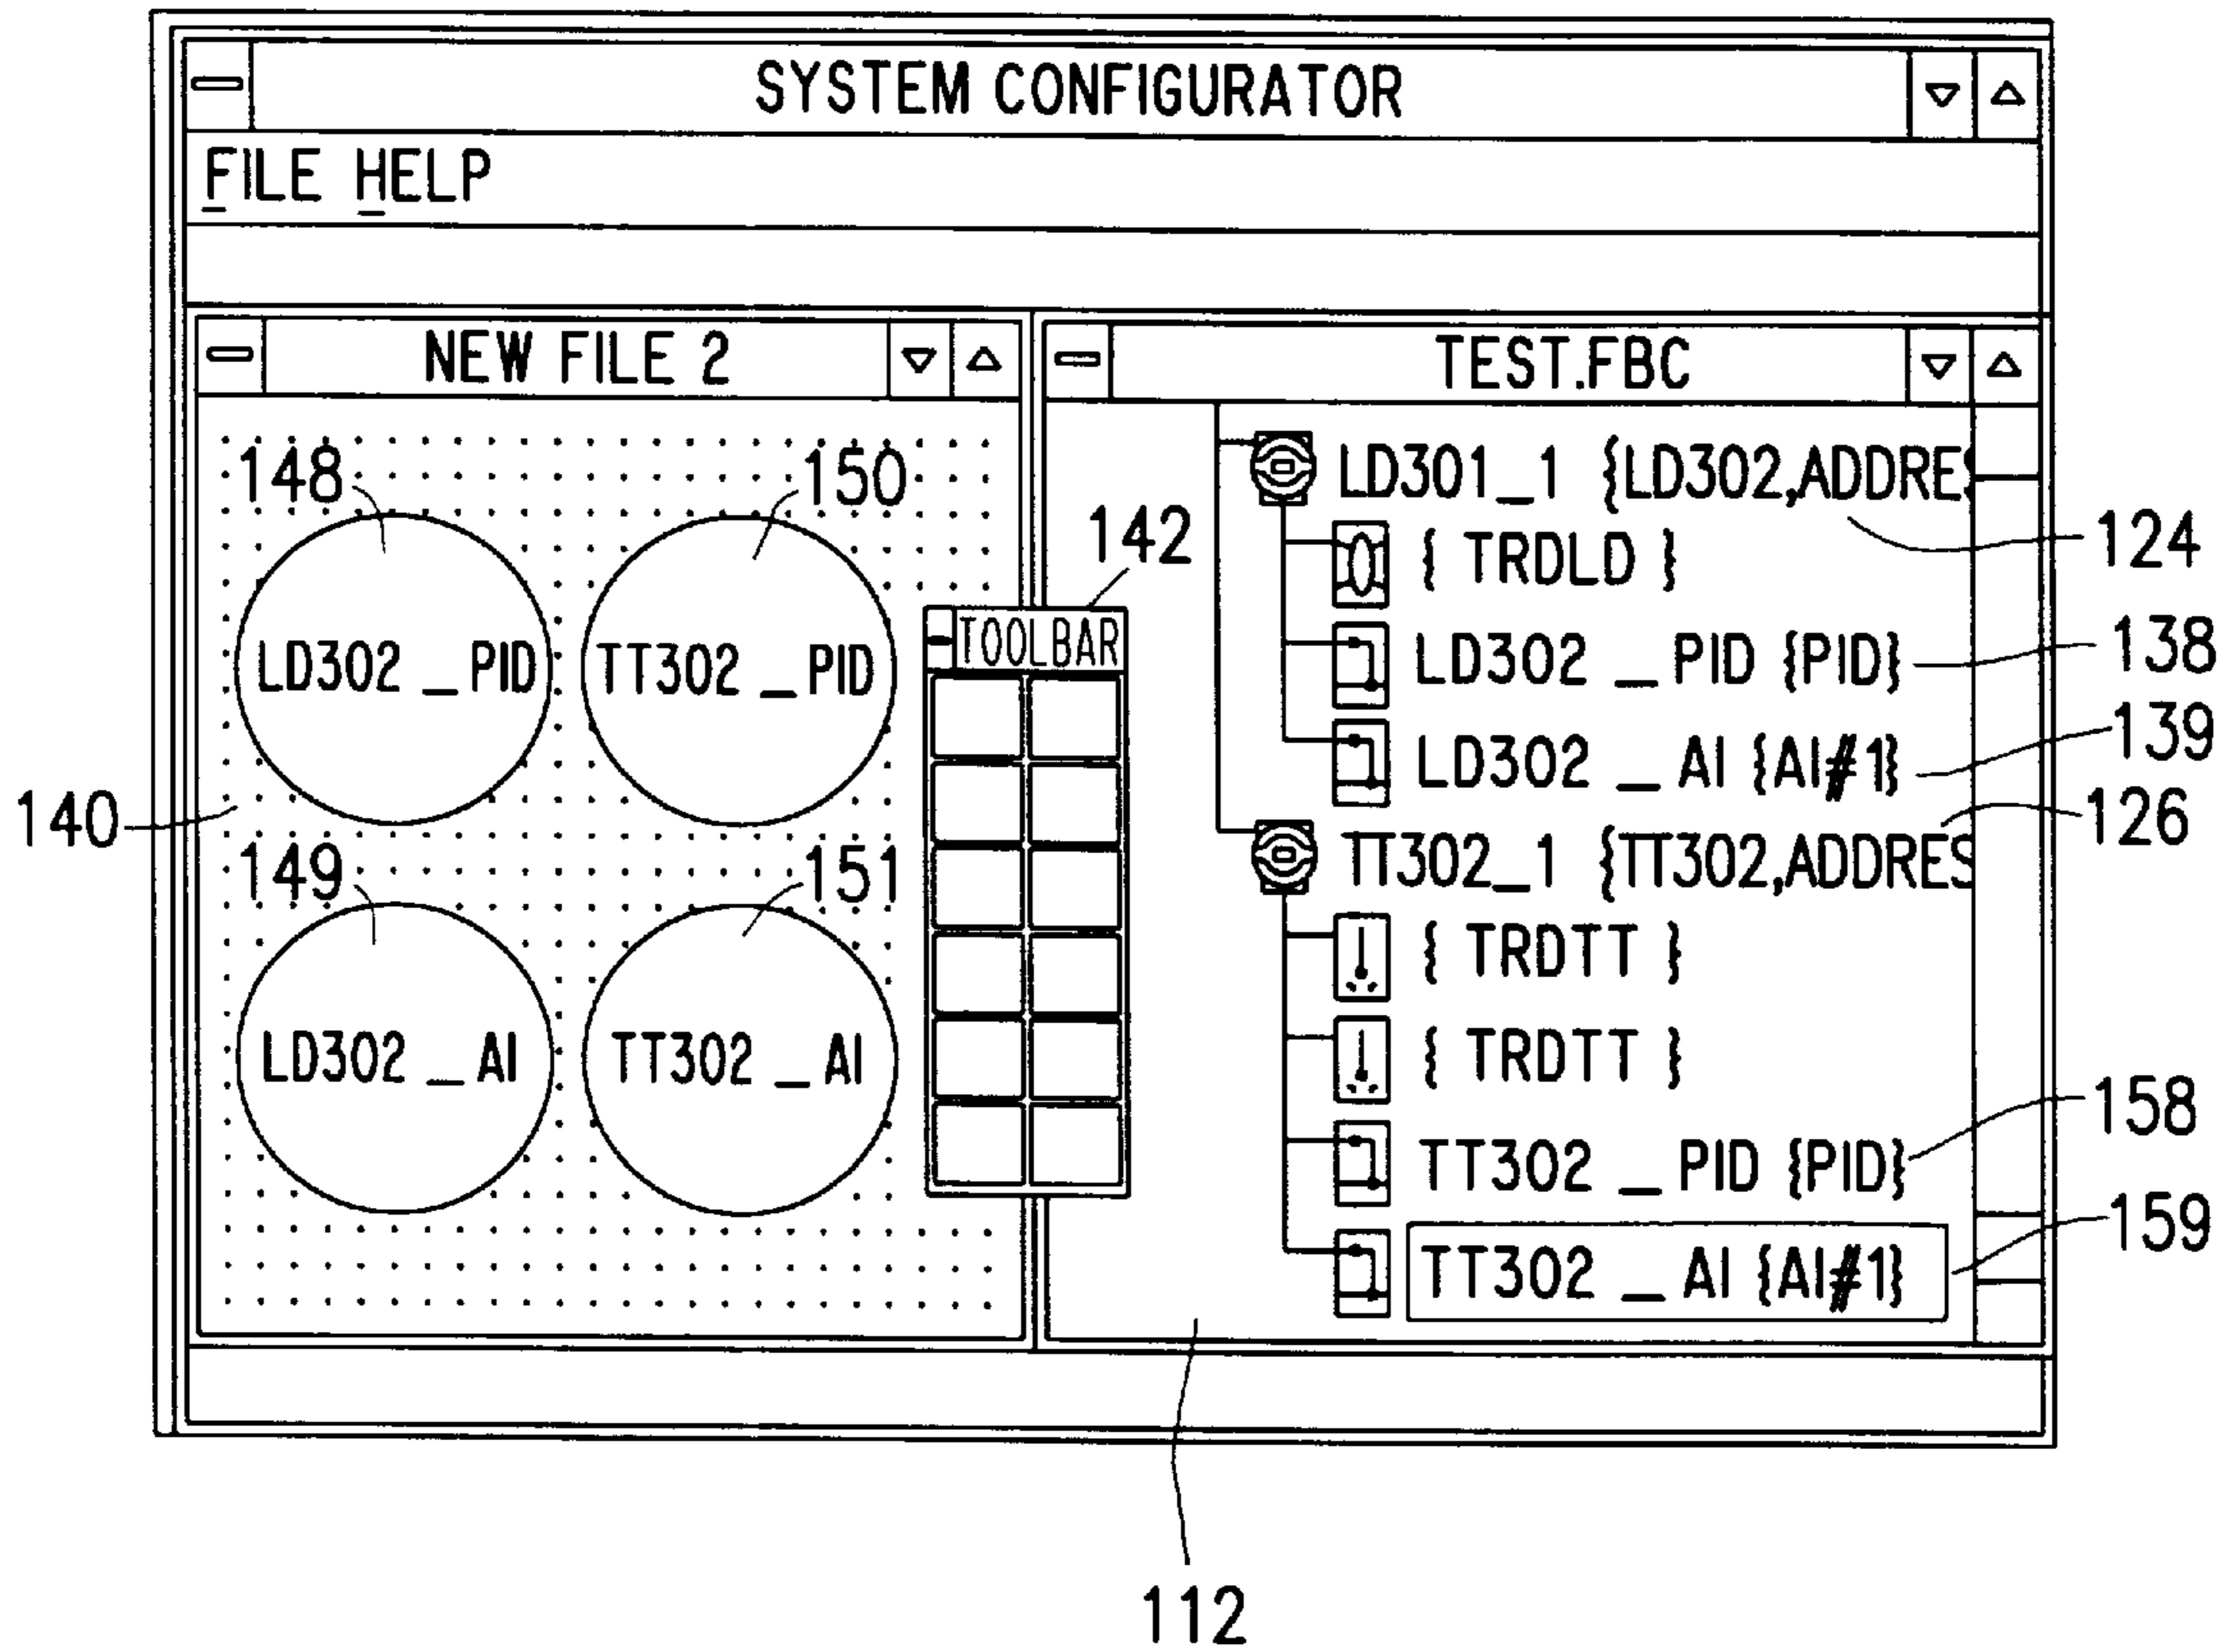 SYSTEM CONFIGURATOR
FILE HELP
NEW FILE 2
TEST.FBC
148
150
142
LD301_1 {LD302,ADDRES
124
{ TRDLD }
TOOLBAR
LD302 _ PID
TT302 _ PID
LD302 _ PID {PID}
138
LD302 _ AI {AI#1}
139
140
126
149
151
TT302_1 {TT302,ADDRES
{ TRDTT }
LD302 _ AI
TT302 _ AI
{ TRDTT }
158
TT302 _ PID {PID}
159
TT302 _ AI {AI#1}
112